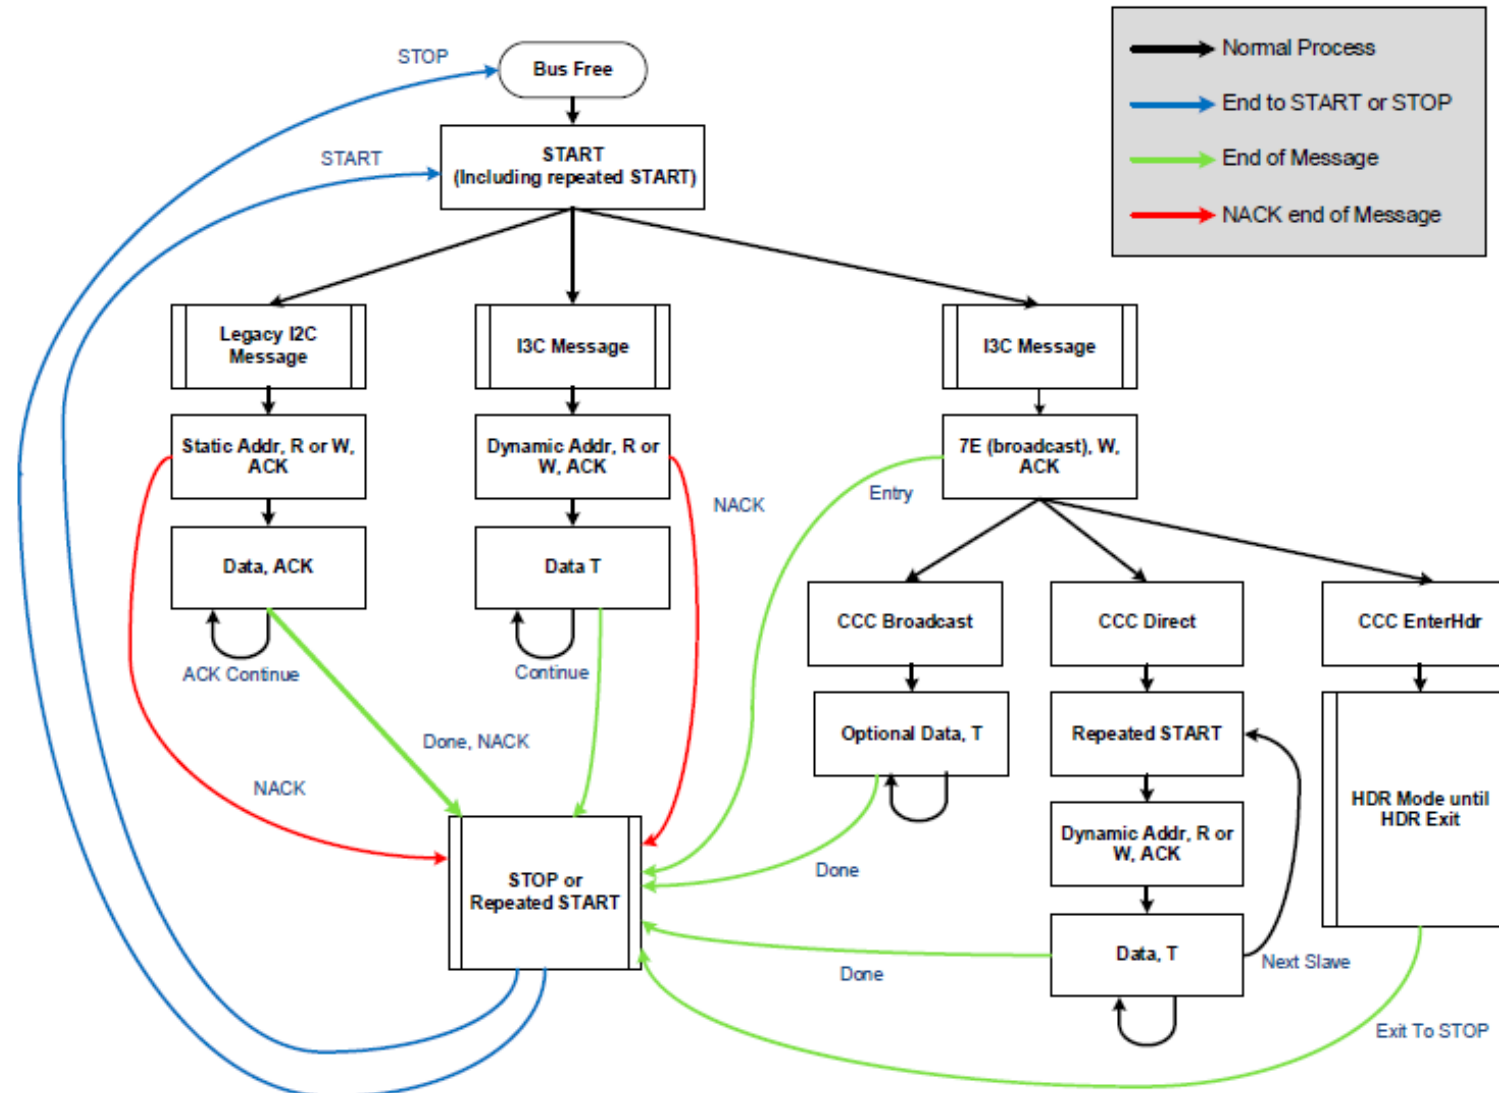 STOP
Bus Free
START
START
(Including repeated START)
Normal Process
End to START or STOP
End of Message
NACK end of Message
Legacy I2C
Message
I3C Message
I3C Message
Static Addr, R or W,
ACK
Dynamic Addr, R or
W, ACK
7E (broadcast), W,
ACK
NACK
Entry
Data, ACK
Data T
ACK Continue
Continue
CCC Broadcast
CCC Direct
CCC EnterHdr
Optional Data, T
Repeated START
Done, NACK
NACK
HDR Mode until
HDR Exit
Dynamic Addr, R or
W, ACK
Done
STOP or
Repeated START
Data, T
Done
Next Slave
Exit To STOP